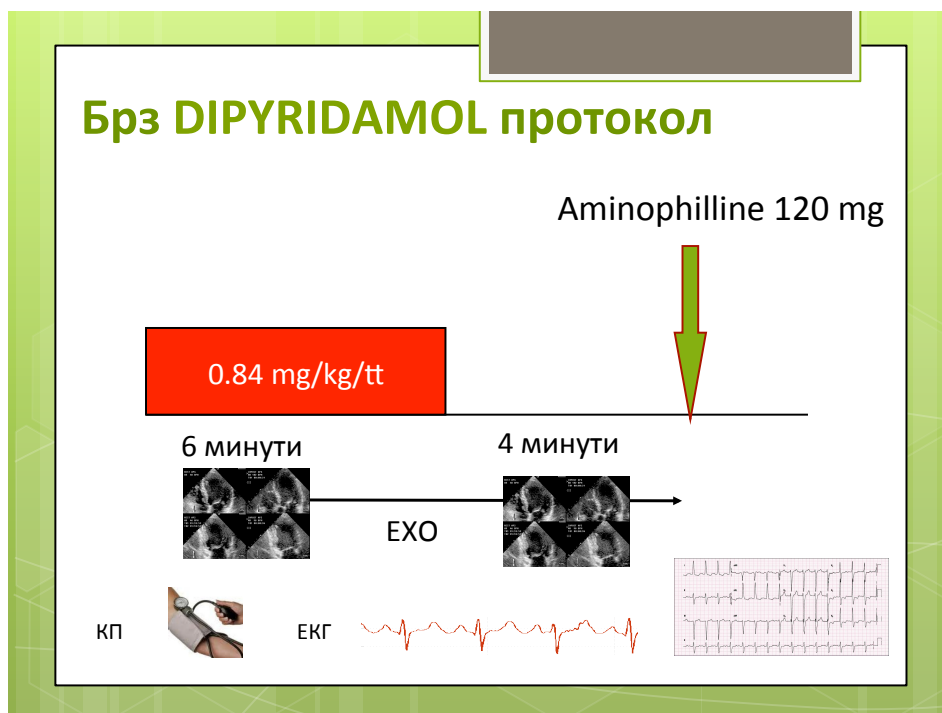 Брз DIPYRIDAMOL протокол
Aminophilline 120 mg
0.84 mg/kg/tt
6 минути
4 минути
ЕХО
КП
ЕКГ